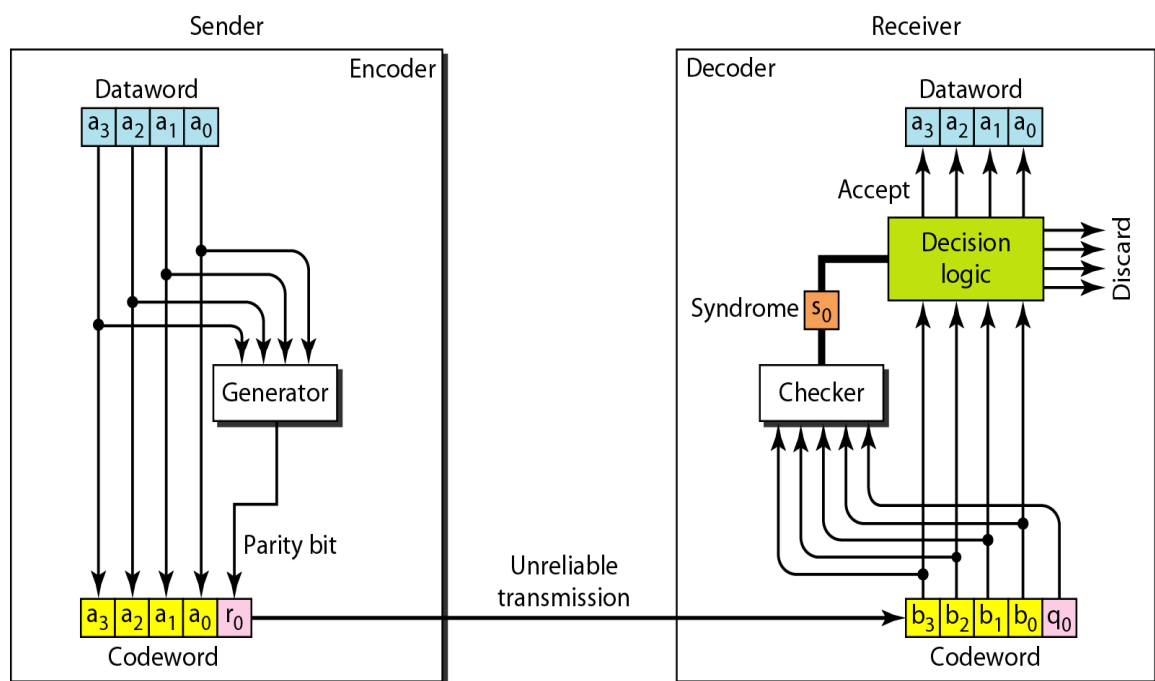 Sender
Encoder
Dataword
a3 a2 a1 a0
Generator
Parity bit
a3 a2 a1 a0 r0
Codeword
Unreliable
transmission
Receiver
Decoder
Dataword
a3 a2 a1 a0
Accept
Decision
logic
Discard
Syndrome
s0
Checker
b3 b2 b1 b0 q0
Codeword